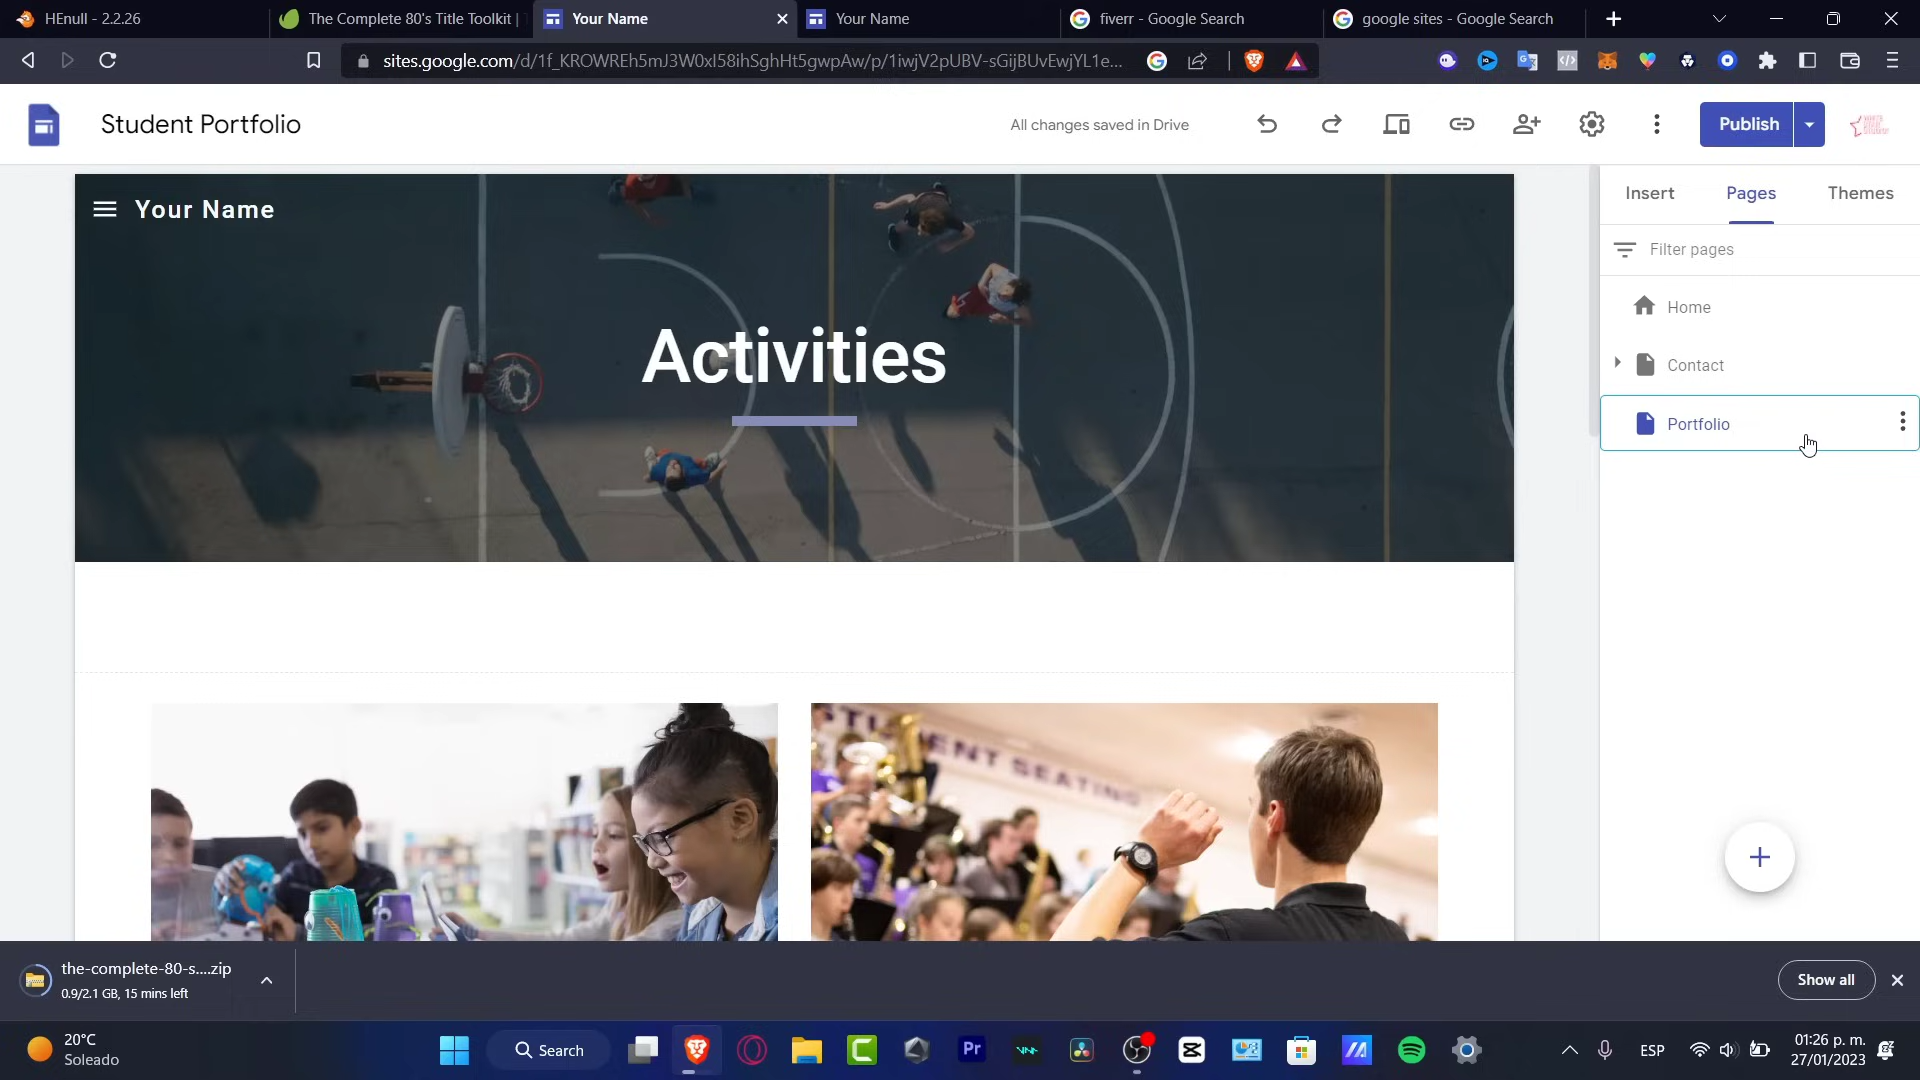 HEnull - 2.2.26
The Complete 80's Title Toolkit |
Your Name
Your Name
fiverr - Google Search
google sites - Google Search
sites.google.com/d/1f_KROWREh5mJ3W0xI58ihSghHt5gwpAw/p/1iwjV2pUBV-sGijBUvEwjYL1e...
Student Portfolio
All changes saved in Drive
Publish
Your Name
Activities
Insert
Pages
Themes
Filter pages
Home
Contact
Portfolio
STUDENT SEATING
the-complete-80-s....zip
0.9/2.1 GB, 15 mins left
Show all
20°C
Soleado
Search
Pr
ESP
01:26 p. m.
27/01/2023